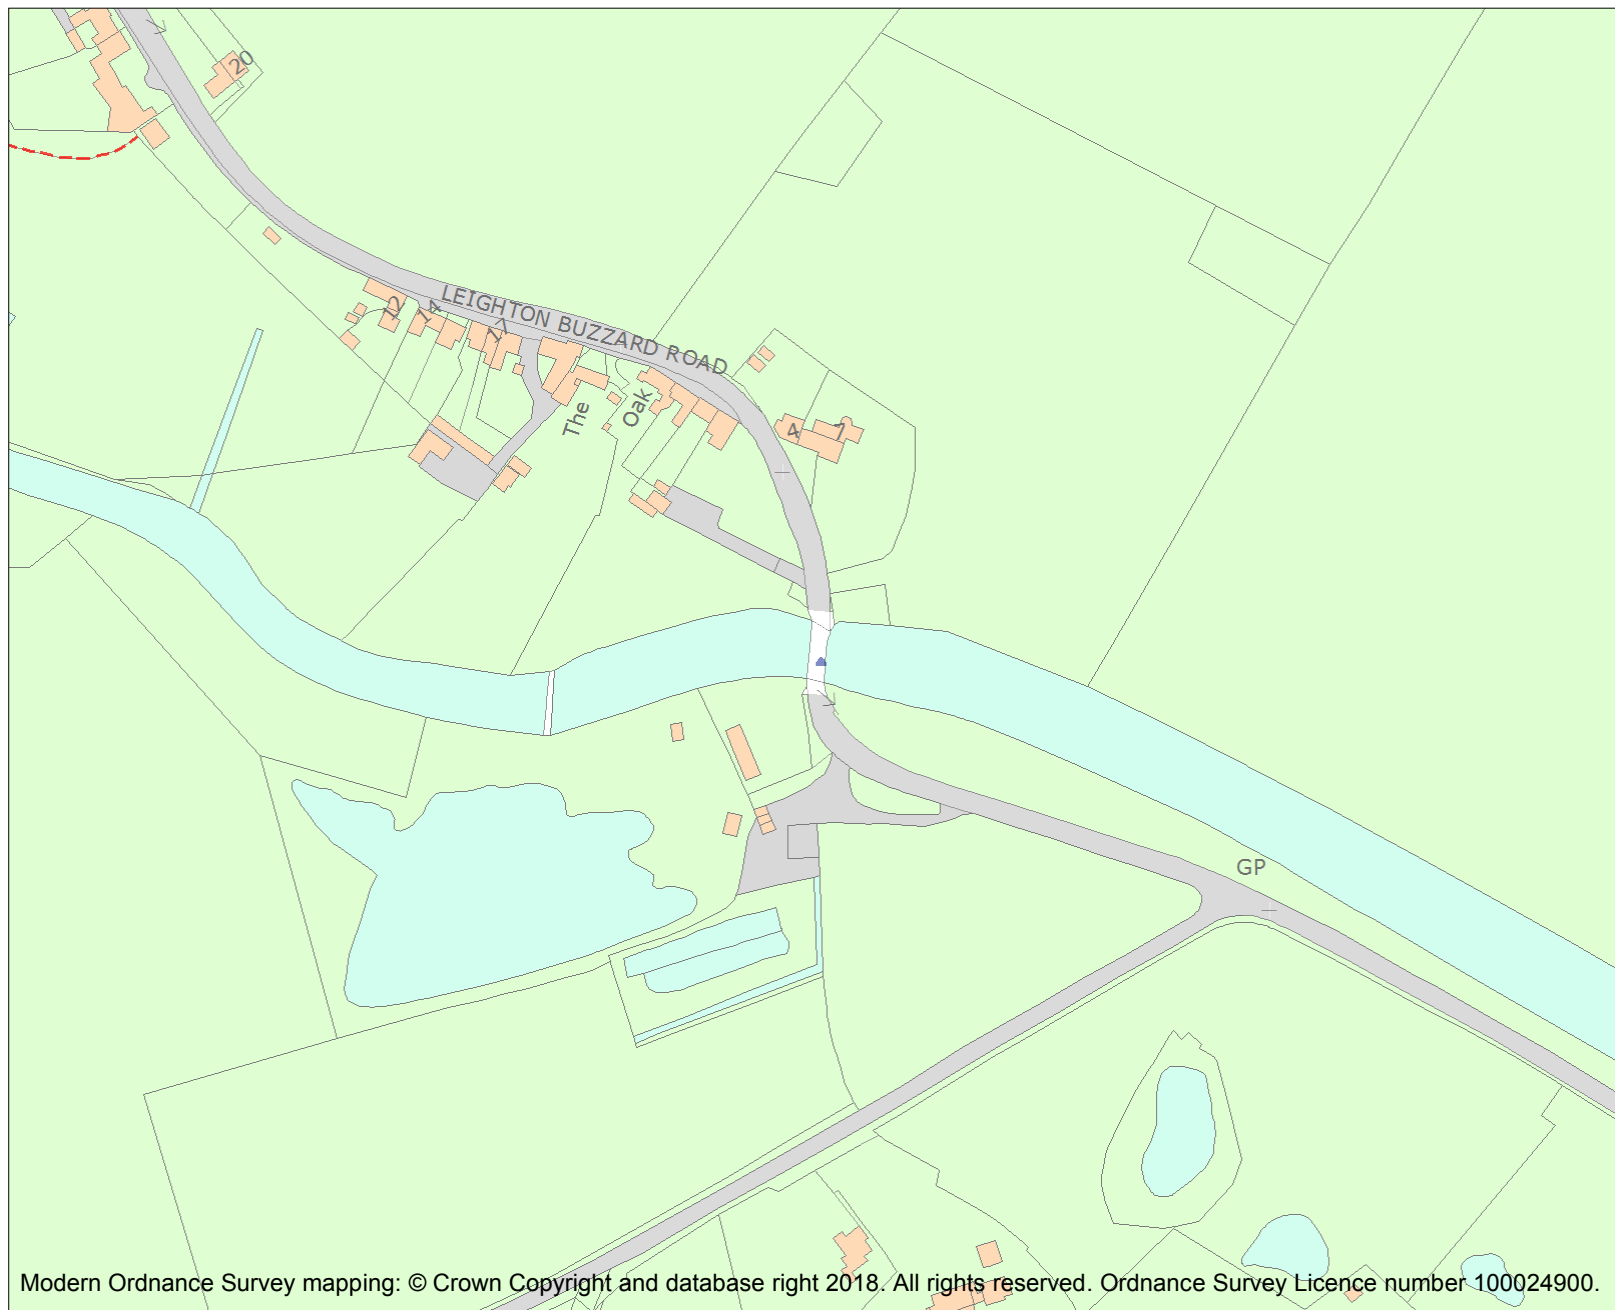 20
LEIGHTON BUZZARD ROAD
12
14
17
The
Oak
4
7
GP
Modern Ordnance Survey mapping: © Crown Copyright and database right 2018. All rights reserved. Ordnance Survey Licence number 100024900.